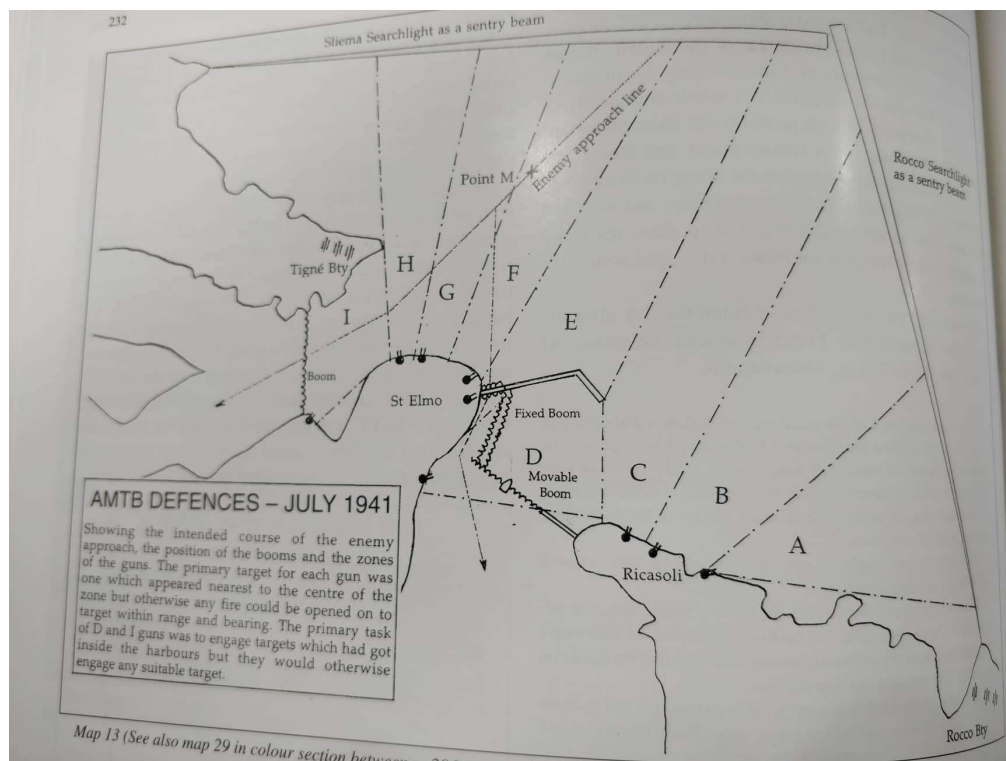 232
Sliema Searchlight as a sentry beam
Rocco Searchlight
as a sentry beam
Enemy approach line
Point M
Tigné Bty
H
G
F
I
E
Boom
St Elmo
Fixed Boom
D
Movable
Boom
C
B
A
Ricasoli
Rocco Bty
AMTB DEFENCES – JULY 1941
Showing the intended course of the enemy
approach, the position of the booms and the zones
of the guns. The primary target for each gun was
one which appeared nearest to the centre of the
zone but otherwise any fire could be opened on to
target within range and bearing. The primary task
of D and I guns was to engage targets which had got
inside the harbours but they would otherwise
engage any suitable target.
Map 13 (See also map 29 in colour section between